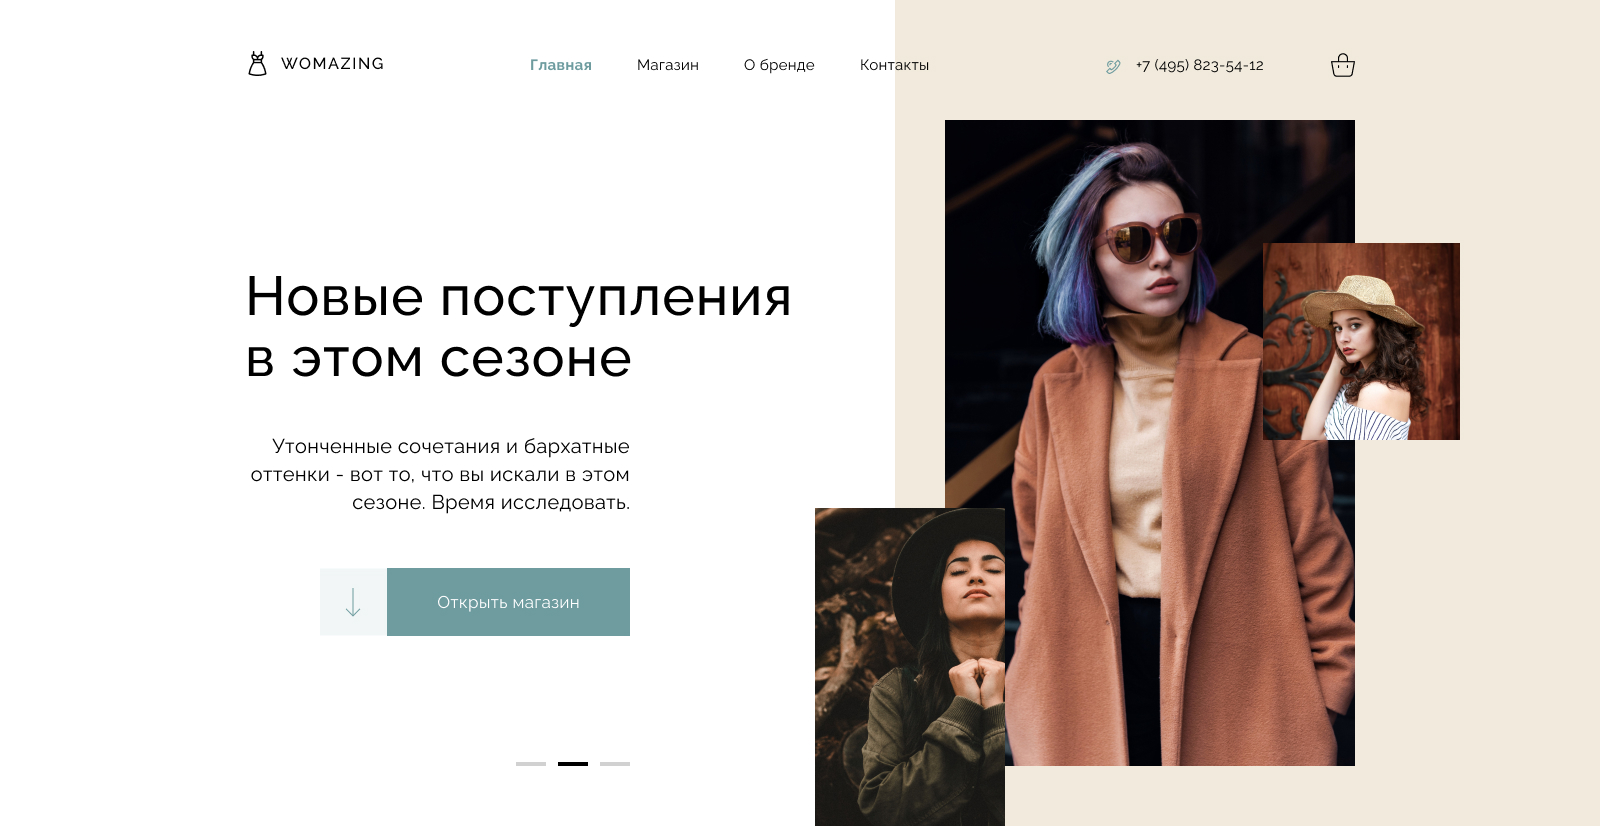 WOMAZING
Главная
Магазин
О бренде
Контакты
+7 (495) 823-54-12
Новые поступления
в этом сезоне
Утонченные сочетания и бархатные
оттенки - вот то, что вы искали в этом
сезоне. Время исследовать.
Открыть магазин